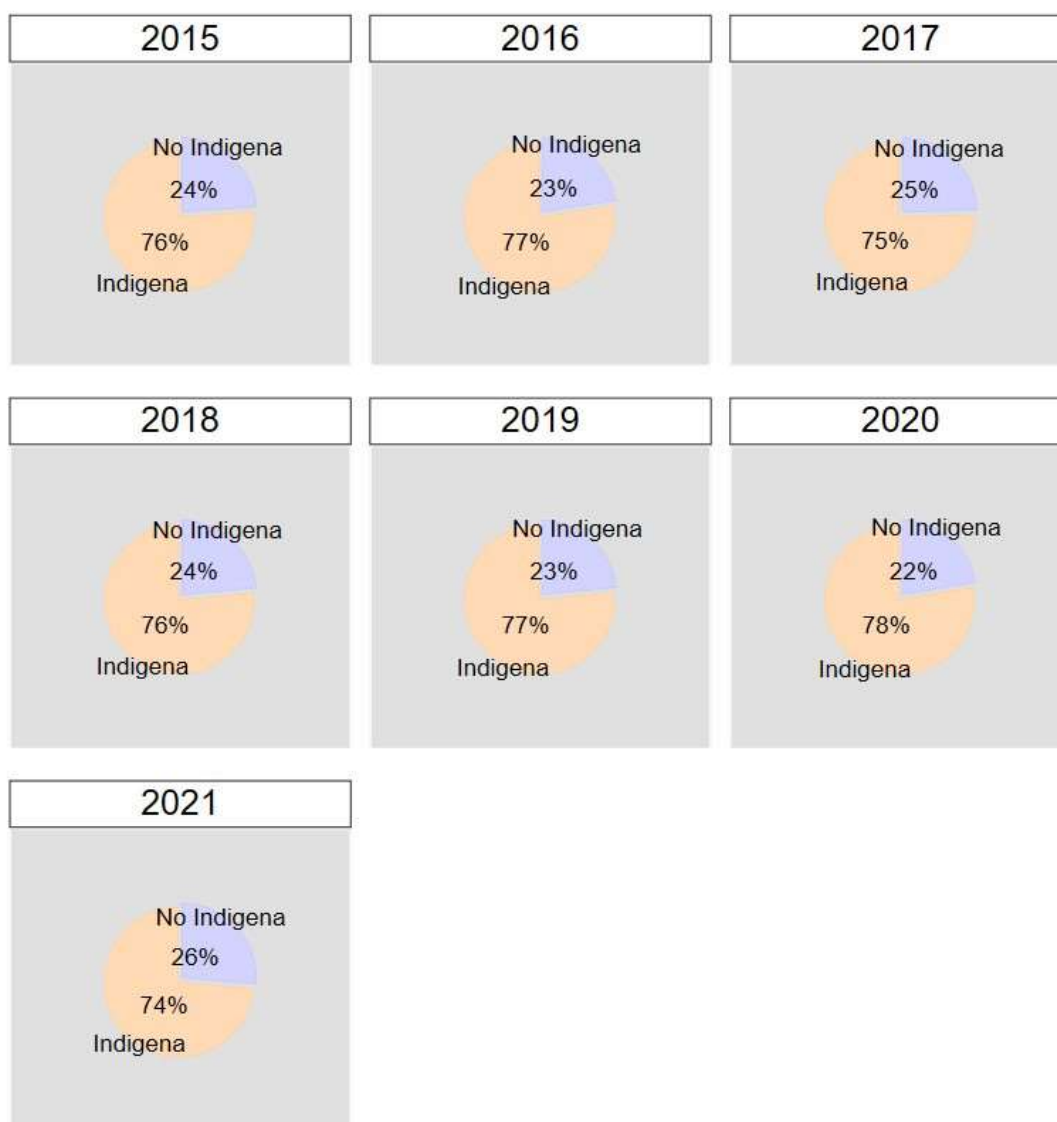 2015
No Indigena
24%
76%
Indigena
2016
No Indigena
23%
77%
Indigena
2017
No Indigena
25%
75%
Indigena
2018
No Indigena
24%
76%
Indigena
2019
No Indigena
23%
77%
Indigena
2020
No Indigena
22%
78%
Indigena
2021
No Indigena
26%
74%
Indigena